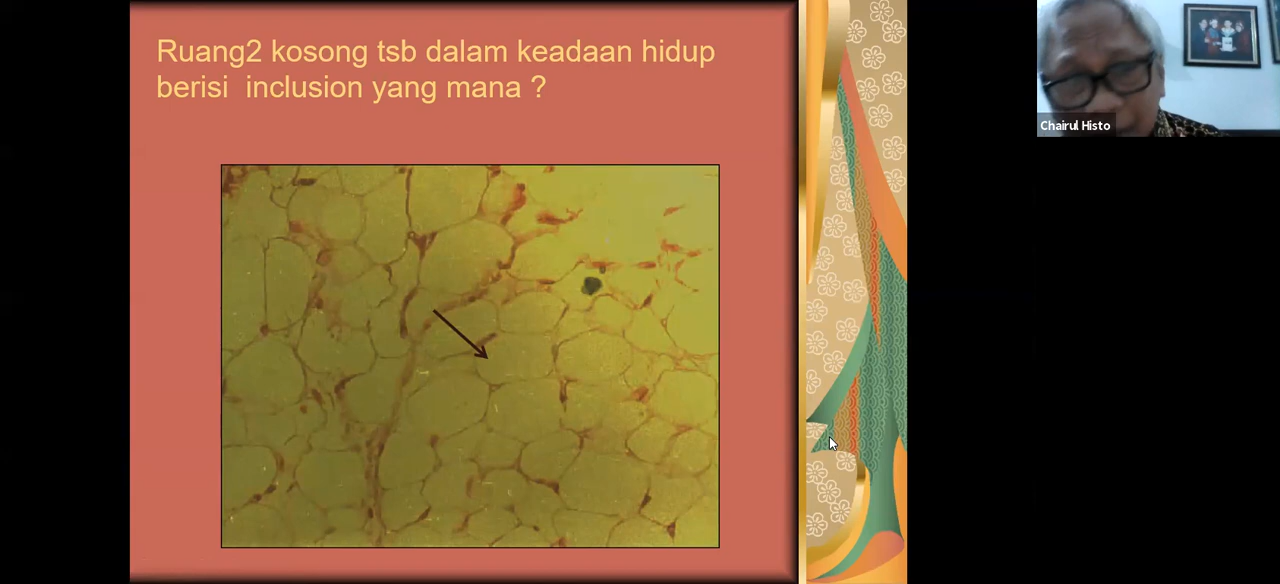 Ruang2 kosong tsb dalam keadaan hidup
berisi  inclusion yang mana ?
Chairul Histo